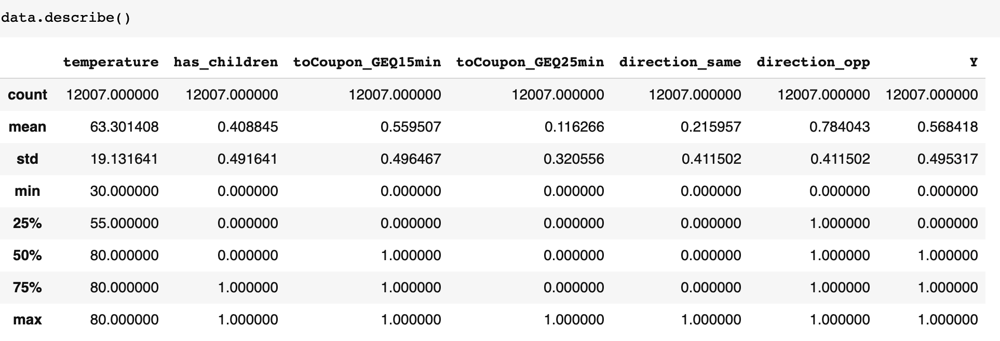 data.describe()
temperature has_children toCoupon_GEQ15min toCoupon_GEQ25min direction_same direction_opp Y
count 12007.000000 12007.000000 12007.000000 12007.000000 12007.000000 12007.000000 12007.000000
mean 63.301408 0.408845 0.559507 0.116266 0.215957 0.784043 0.568418
std 19.131641 0.491641 0.496467 0.320556 0.411502 0.411502 0.495317
min 30.000000 0.000000 0.000000 0.000000 0.000000 0.000000 0.000000
25% 55.000000 0.000000 0.000000 0.000000 0.000000 1.000000 0.000000
50% 80.000000 0.000000 1.000000 0.000000 0.000000 1.000000 1.000000
75% 80.000000 1.000000 1.000000 0.000000 0.000000 1.000000 1.000000
max 80.000000 1.000000 1.000000 1.000000 1.000000 1.000000 1.000000